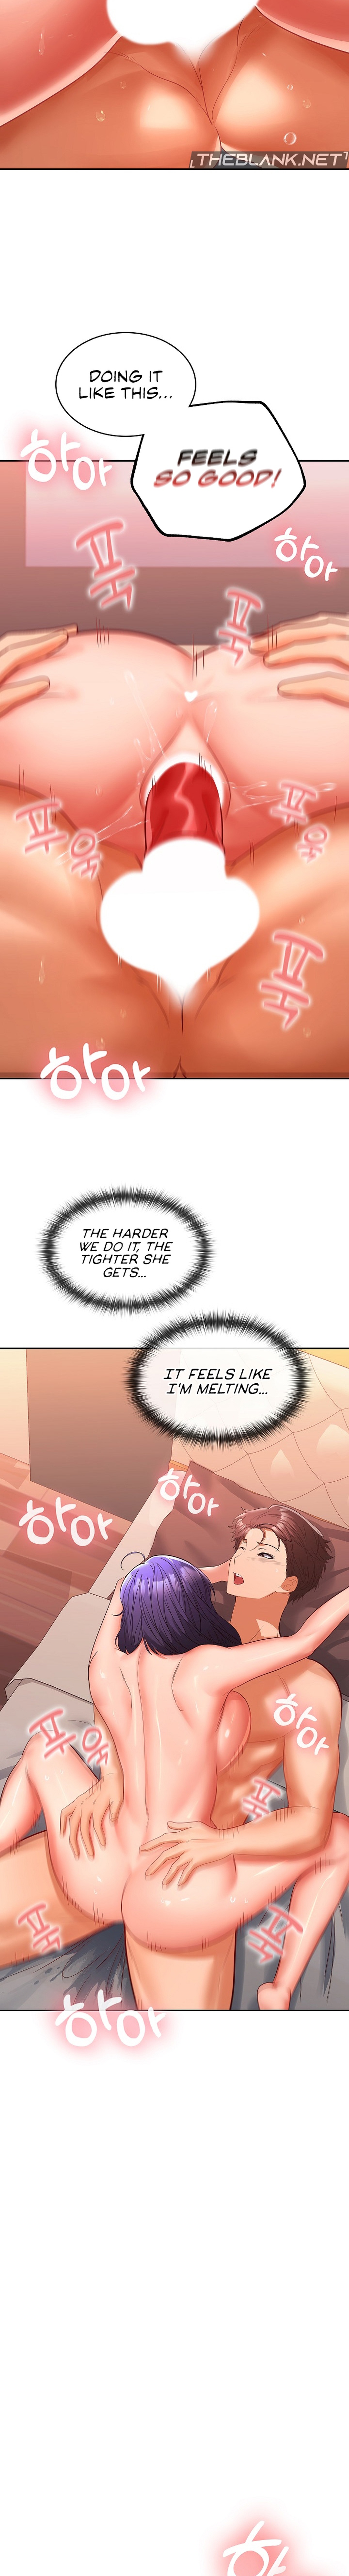 THEBLANK.NET
DOING IT
LIKE THIS...
FEELS
SO GOOD!
하아
하아
푹
푹
푸욱
푸욱
푹
하아
THE HARDER
WE DO IT, THE
TIGHTER SHE
GETS...
IT FEELS LIKE
I'M MELTING...
하아
하아
하아
푸욱
푹
푹
푹
하아
하